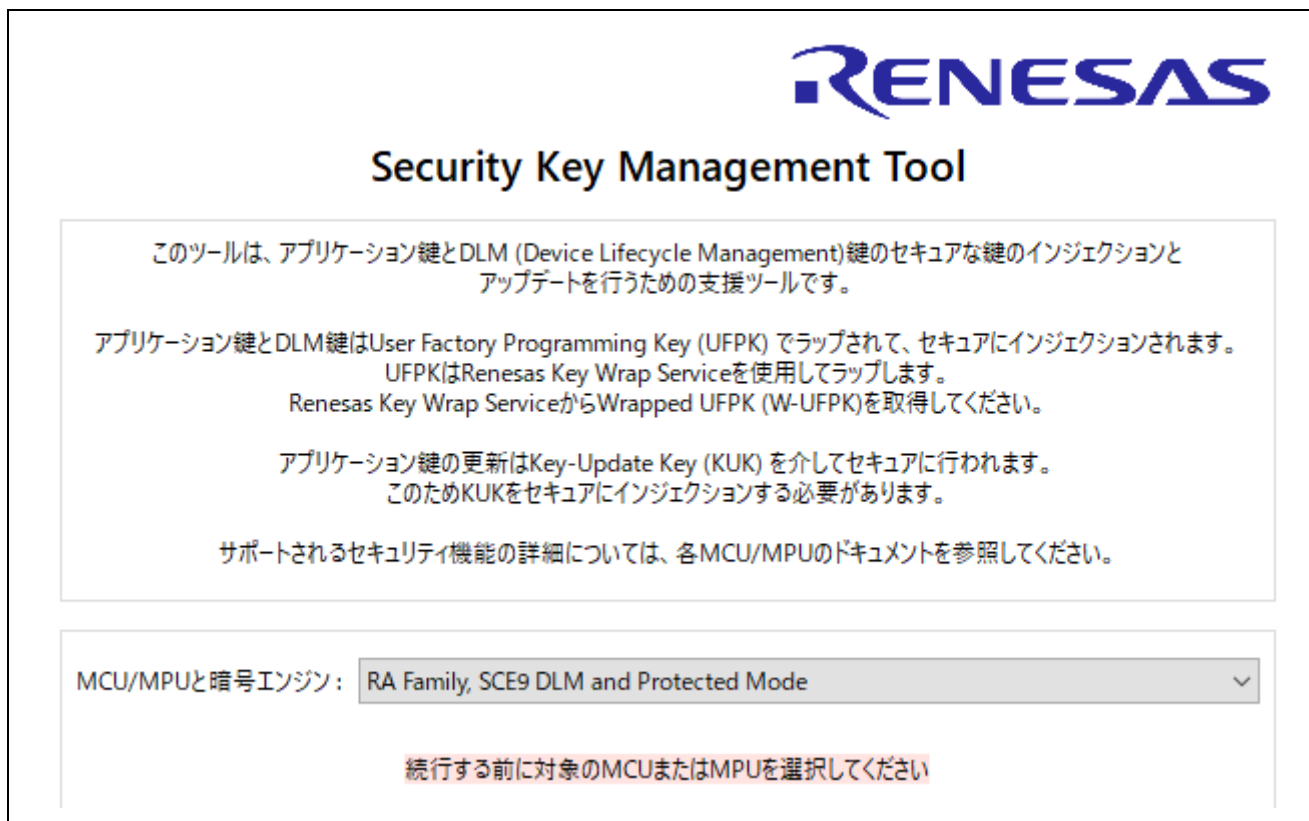 RENESAS
Security Key Management Tool
このツールは、アプリケーション鍵とDLM (Device Lifecycle Management)鍵のセキュアな鍵のインジェクションと
アップデートを行うための支援ツールです。
アプリケーション鍵とDLM鍵はUser Factory Programming Key (UFPK) でラップされて、セキュアにインジェクションされます。
UFPKはRenesas Key Wrap Serviceを使用してラップします。
Renesas Key Wrap ServiceからWrapped UFPK (W-UFPK)を取得してください。
アプリケーション鍵の更新はKey-Update Key (KUK) を介してセキュアに行われます。
このためKUKをセキュアにインジェクションする必要があります。
サポートされるセキュリティ機能の詳細については、各MCU/MPUのドキュメントを参照してください。
MCU/MPUと暗号エンジン : RA Family, SCE9 DLM and Protected Mode
続行する前に対象のMCUまたはMPUを選択してください